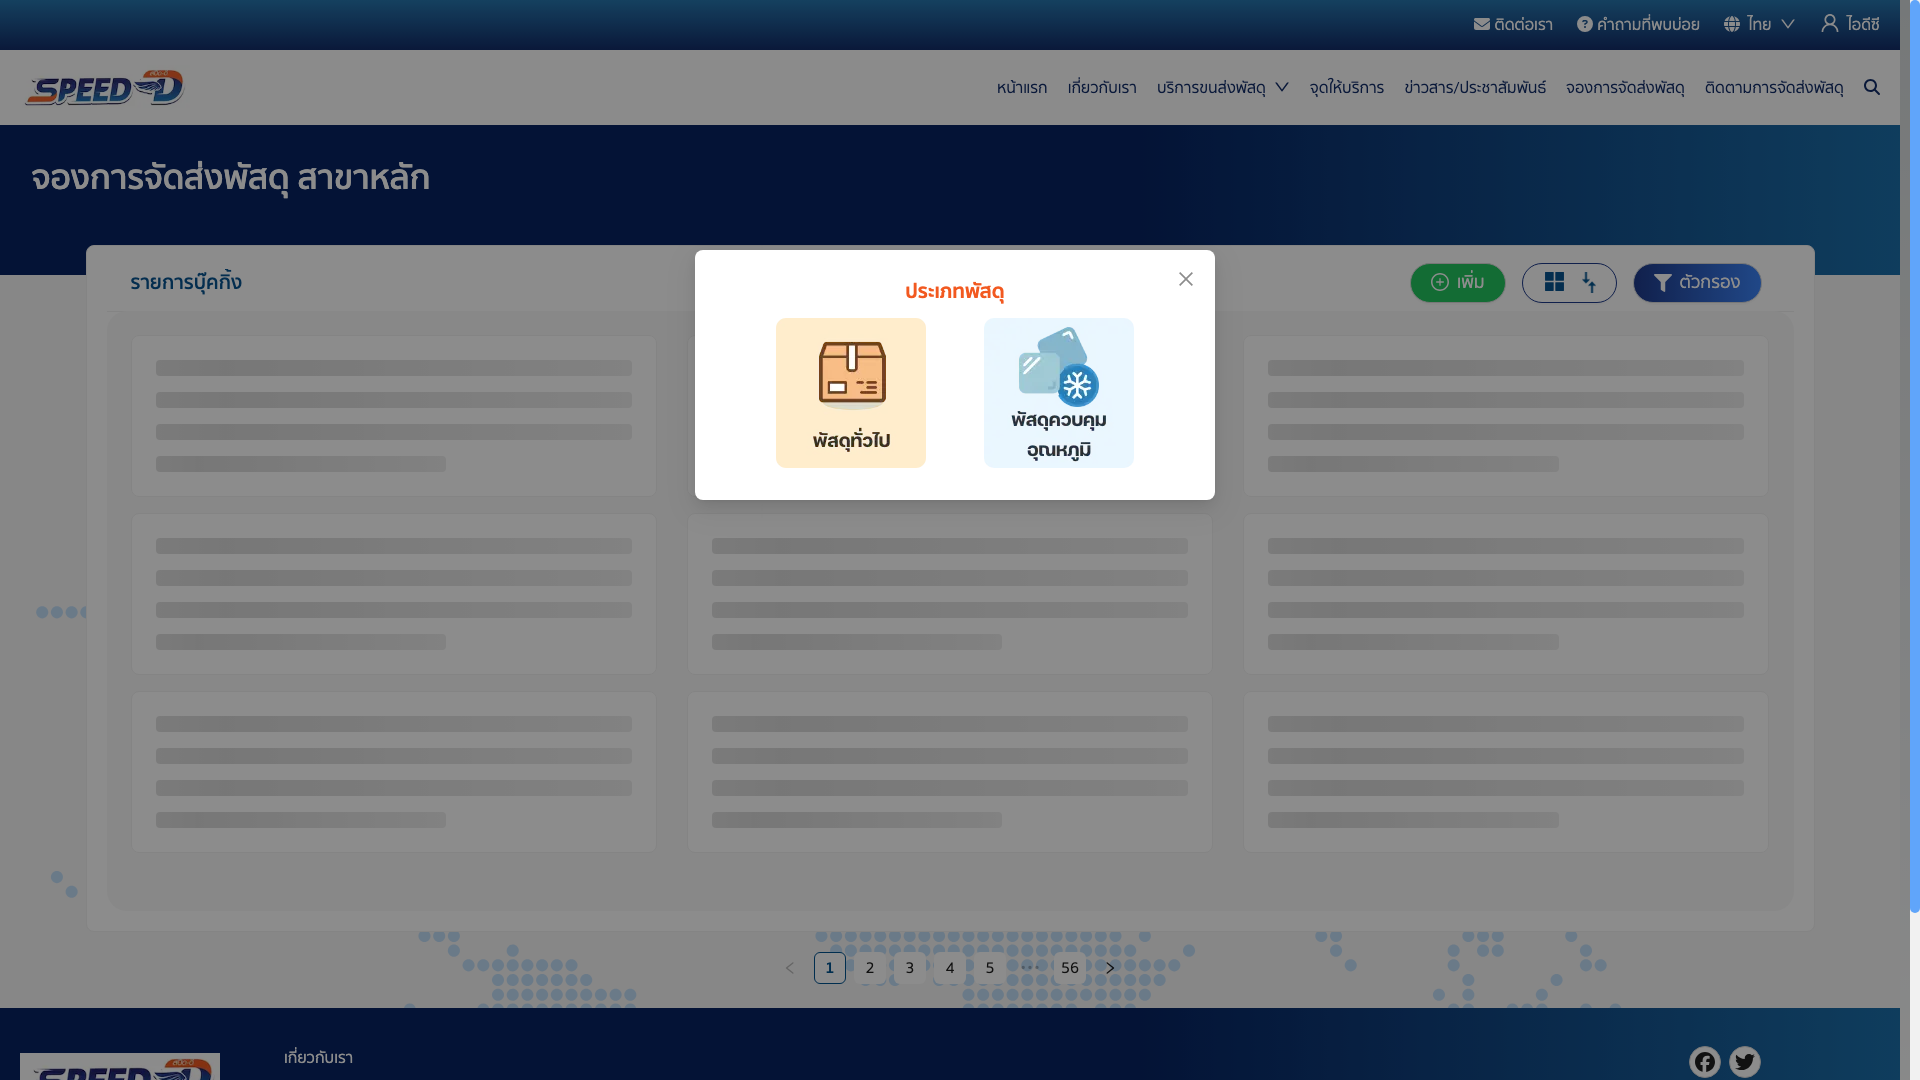 ติดต่อเรา
คำถามที่พบบ่อย
ไทย
ไอดีซี
SPEED D
หน้าแรก
เกี่ยวกับเรา
บริการขนส่งพัสดุ
จุดให้บริการ
ข่าวสาร/ประชาสัมพันธ์
จองการจัดส่งพัสดุ
ติดตามการจัดส่งพัสดุ
จองการจัดส่งพัสดุ สาขาหลัก
รายการบุ๊คกิ้ง
เพิ่ม
ตัวกรอง
ประเภทพัสดุ
พัสดุทั่วไป
พัสดุควบคุม
อุณหภูมิ
1 2 3 4 5 ••• 56
เกี่ยวกับเรา
SPEED D